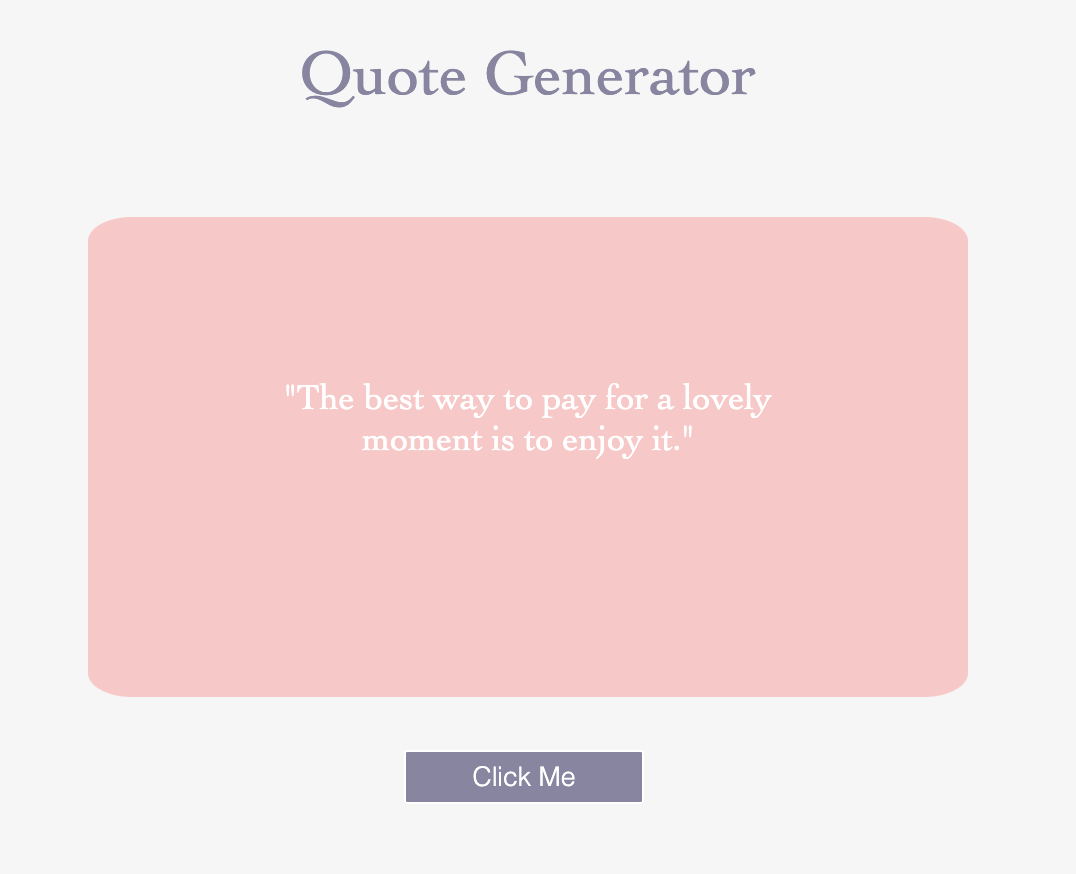 Quote Generator
"The best way to pay for a lovely
moment is to enjoy it."
Click Me